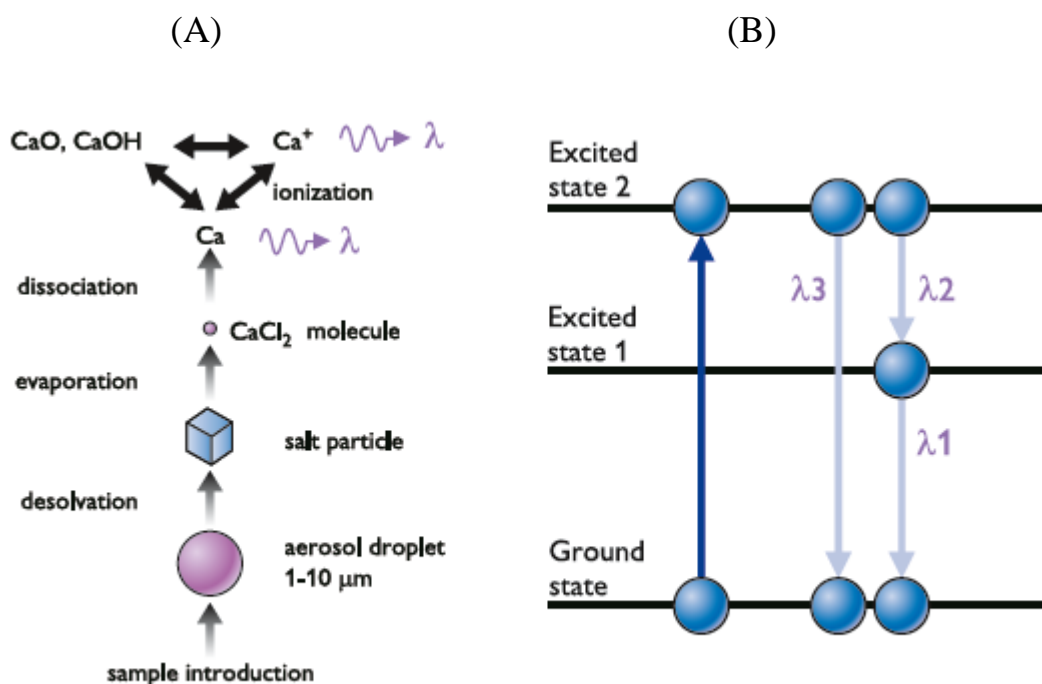 (A)
CaO, CaOH
Ca⁺
λ
ionization
Ca
λ
dissociation
CaCl₂ molecule
evaporation
salt particle
desolvation
aerosol droplet
1-10 μm
sample introduction
(B)
Excited
state 2
λ3
λ2
Excited
state 1
λ1
Ground
state